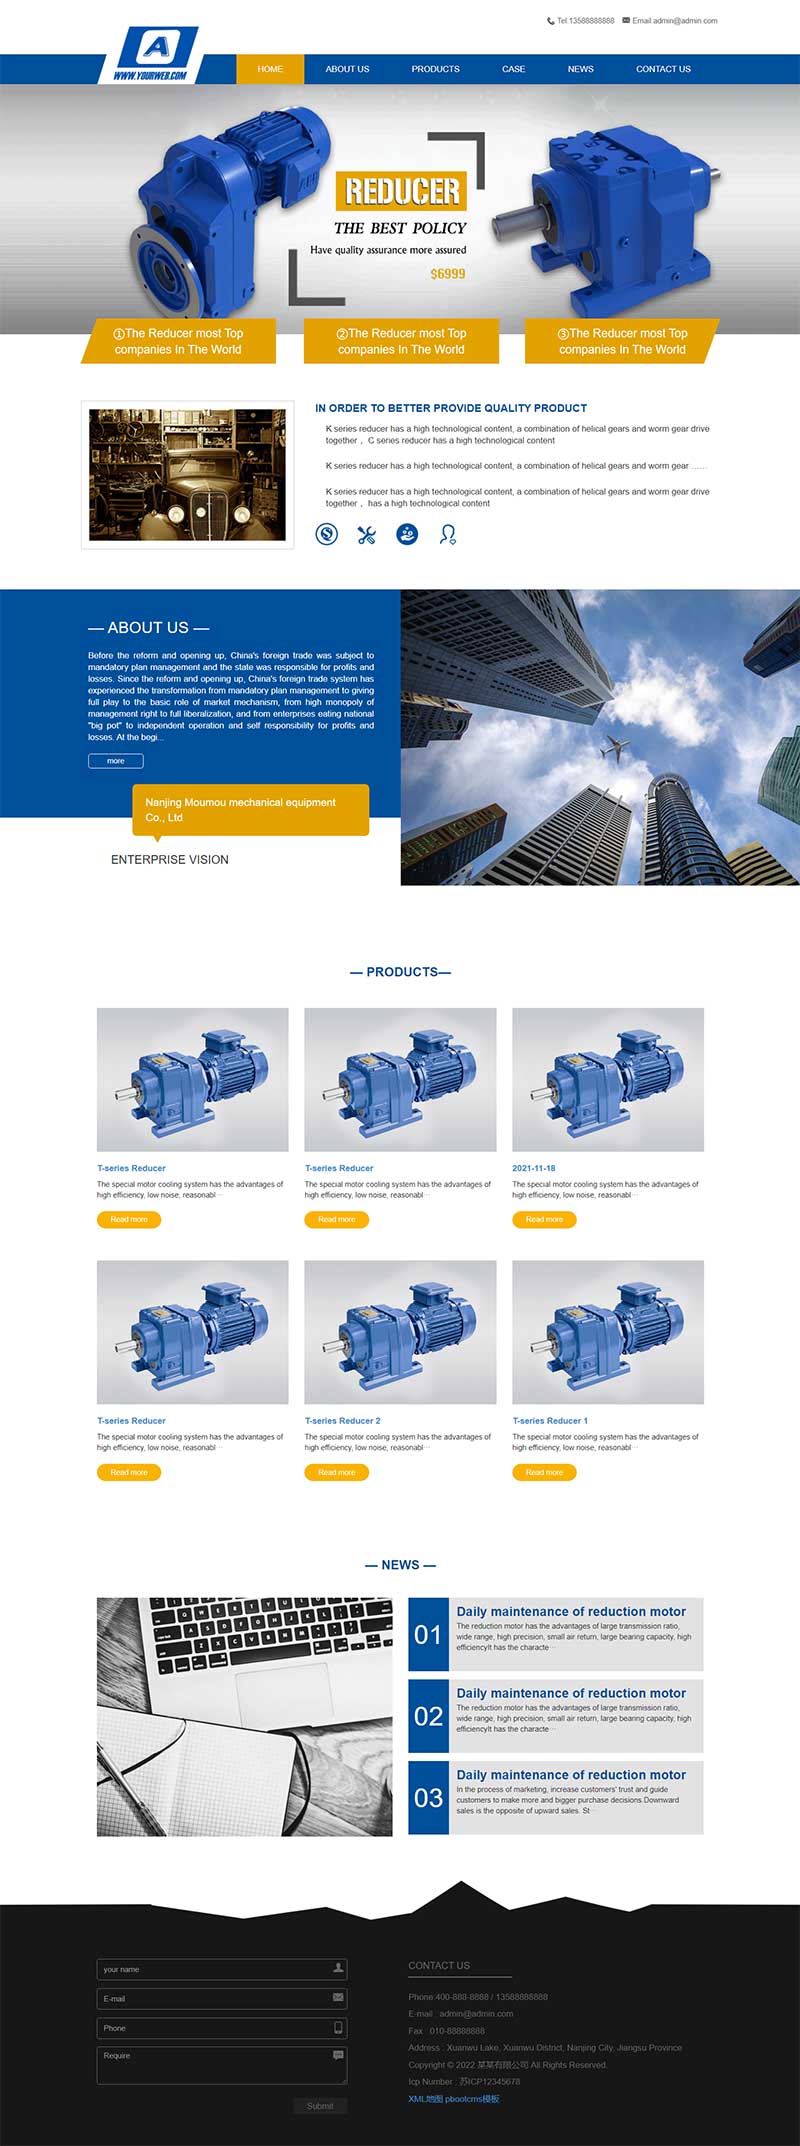 Tel.13588888888 Email.admin@admin.com
A
WWW.YOURWEB.COM
HOME ABOUT US PRODUCTS CASE NEWS CONTACT US
REDUCER
THE BEST POLICY
Have quality assurance more assured
$6999
①The Reducer most Top
companies In The World
②The Reducer most Top
companies In The World
③The Reducer most Top
companies In The World
IN ORDER TO BETTER PROVIDE QUALITY PRODUCT
K series reducer has a high technological content, a combination of helical gears and worm gear drive
together， C series reducer has a high technological content
K series reducer has a high technological content, a combination of helical gears and worm gear ……
K series reducer has a high technological content, a combination of helical gears and worm gear drive
together， has a high technological content
— ABOUT US —
Before the reform and opening up, China's foreign trade was subject to
mandatory plan management and the state was responsible for profits and
losses. Since the reform and opening up, China's foreign trade system has
experienced the transformation from mandatory plan management to giving
full play to the basic role of market mechanism, from high monopoly of
management right to full liberalization, and from enterprises eating national
"big pot" to independent operation and self responsibility for profits and
losses. At the begi...
more
Nanjing Moumou mechanical equipment
Co., Ltd
ENTERPRISE VISION
— PRODUCTS—
T-series Reducer
The special motor cooling system has the advantages of
high efficiency, low noise, reasonabl···
Read more
T-series Reducer
The special motor cooling system has the advantages of
high efficiency, low noise, reasonabl···
Read more
2021-11-18
The special motor cooling system has the advantages of
high efficiency, low noise, reasonabl···
Read more
T-series Reducer
The special motor cooling system has the advantages of
high efficiency, low noise, reasonabl···
Read more
T-series Reducer 2
The special motor cooling system has the advantages of
high efficiency, low noise, reasonabl···
Read more
T-series Reducer 1
The special motor cooling system has the advantages of
high efficiency, low noise, reasonabl···
Read more
— NEWS —
01
Daily maintenance of reduction motor
The reduction motor has the advantages of large transmission ratio,
wide range, high precision, small air return, large bearing capacity, high
efficiencyIt has the characte···
02
Daily maintenance of reduction motor
The reduction motor has the advantages of large transmission ratio,
wide range, high precision, small air return, large bearing capacity, high
efficiencyIt has the characte···
03
Daily maintenance of reduction motor
In the process of marketing, increase customers' trust and guide
customers to make more and bigger purchase decisions.Downward
sales is the opposite of upward sales. St···
your name
E-mail
Phone
Require
Submit
CONTACT US
Phone:400-888-8888 / 13588888888
E-mail : admin@admin.com
Fax : 010-88888888
Address : Xuanwu Lake, Xuanwu District, Nanjing City, Jiangsu Province
Copyright © 2022 某某有限公司 All Rights Reserved.
Icp Number : 苏ICP12345678
XML地图 pbootcms模板